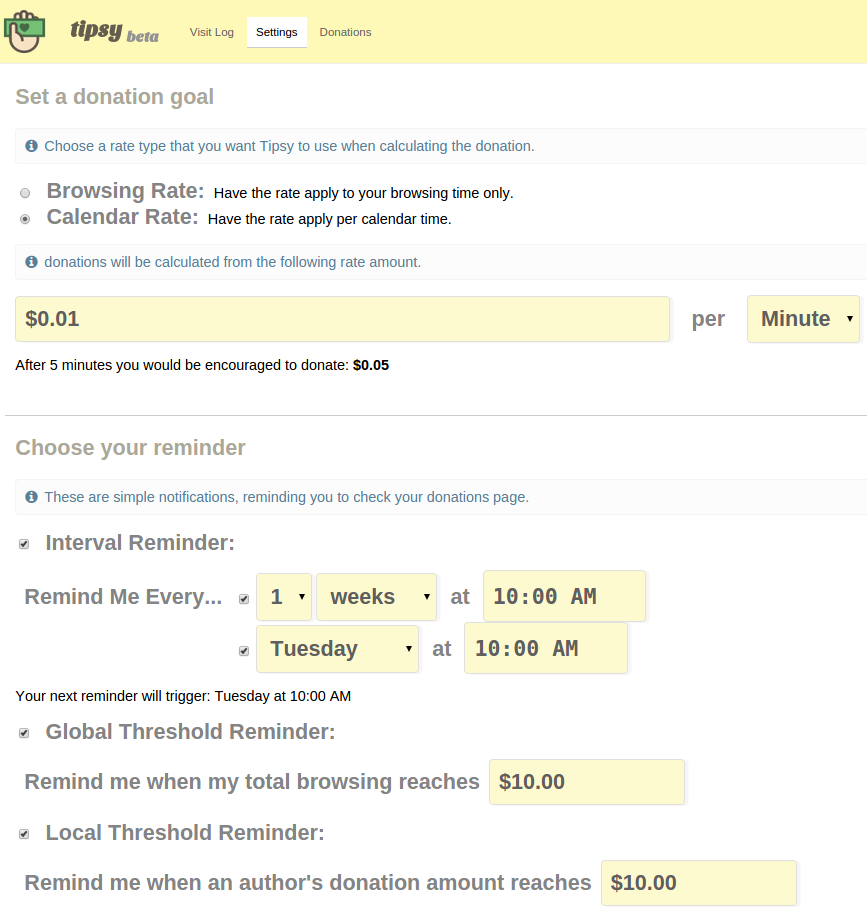 tipsy beta Visit Log Settings Donations
Set a donation goal
Choose a rate type that you want Tipsy to use when calculating the donation.
Browsing Rate: Have the rate apply to your browsing time only.
Calendar Rate: Have the rate apply per calendar time.
donations will be calculated from the following rate amount.
$0.01 per Minute
After 5 minutes you would be encouraged to donate: $0.05
Choose your reminder
These are simple notifications, reminding you to check your donations page.
Interval Reminder:
Remind Me Every... 1 weeks at 10:00 AM
Tuesday at 10:00 AM
Your next reminder will trigger: Tuesday at 10:00 AM
Global Threshold Reminder:
Remind me when my total browsing reaches $10.00
Local Threshold Reminder:
Remind me when an author's donation amount reaches $10.00